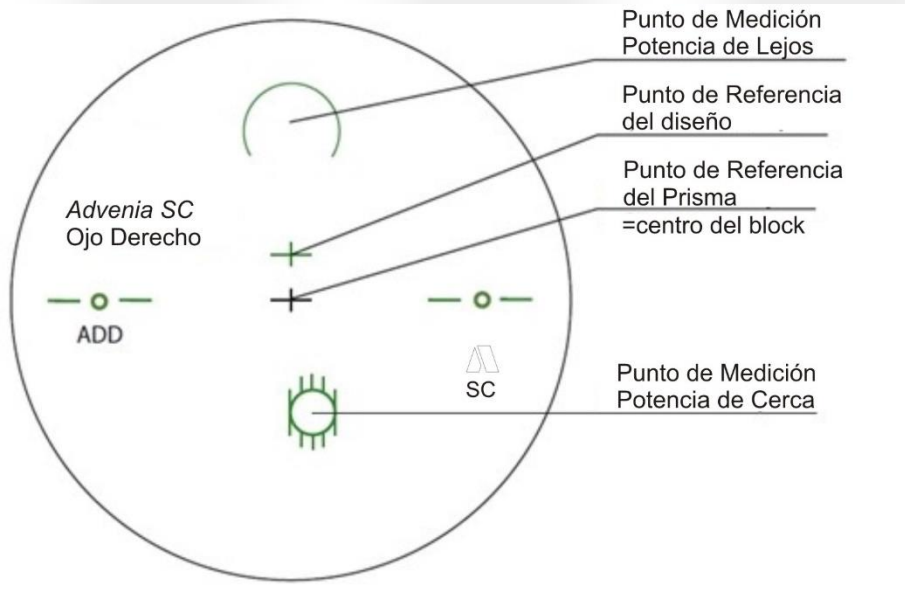 Punto de Medición
Potencia de Lejos
Punto de Referencia
del diseño
Punto de Referencia
del Prisma
=centro del block
Advenia SC
Ojo Derecho
ADD
SC
Punto de Medición
Potencia de Cerca